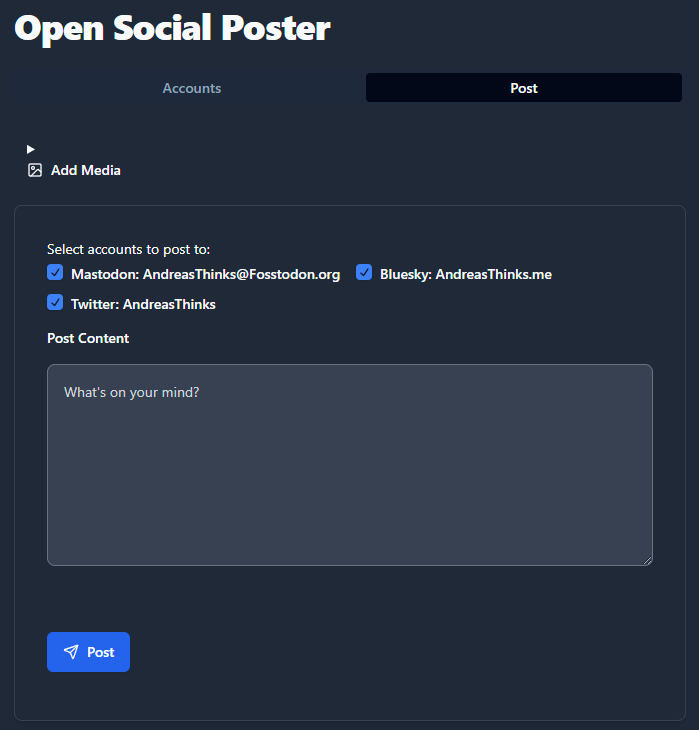 Open Social Poster
Accounts Post
Add Media
Select accounts to post to:
Mastodon: AndreasThinks@Fosstodon.org Bluesky: AndreasThinks.me
Twitter: AndreasThinks
Post Content
What's on your mind?
Post